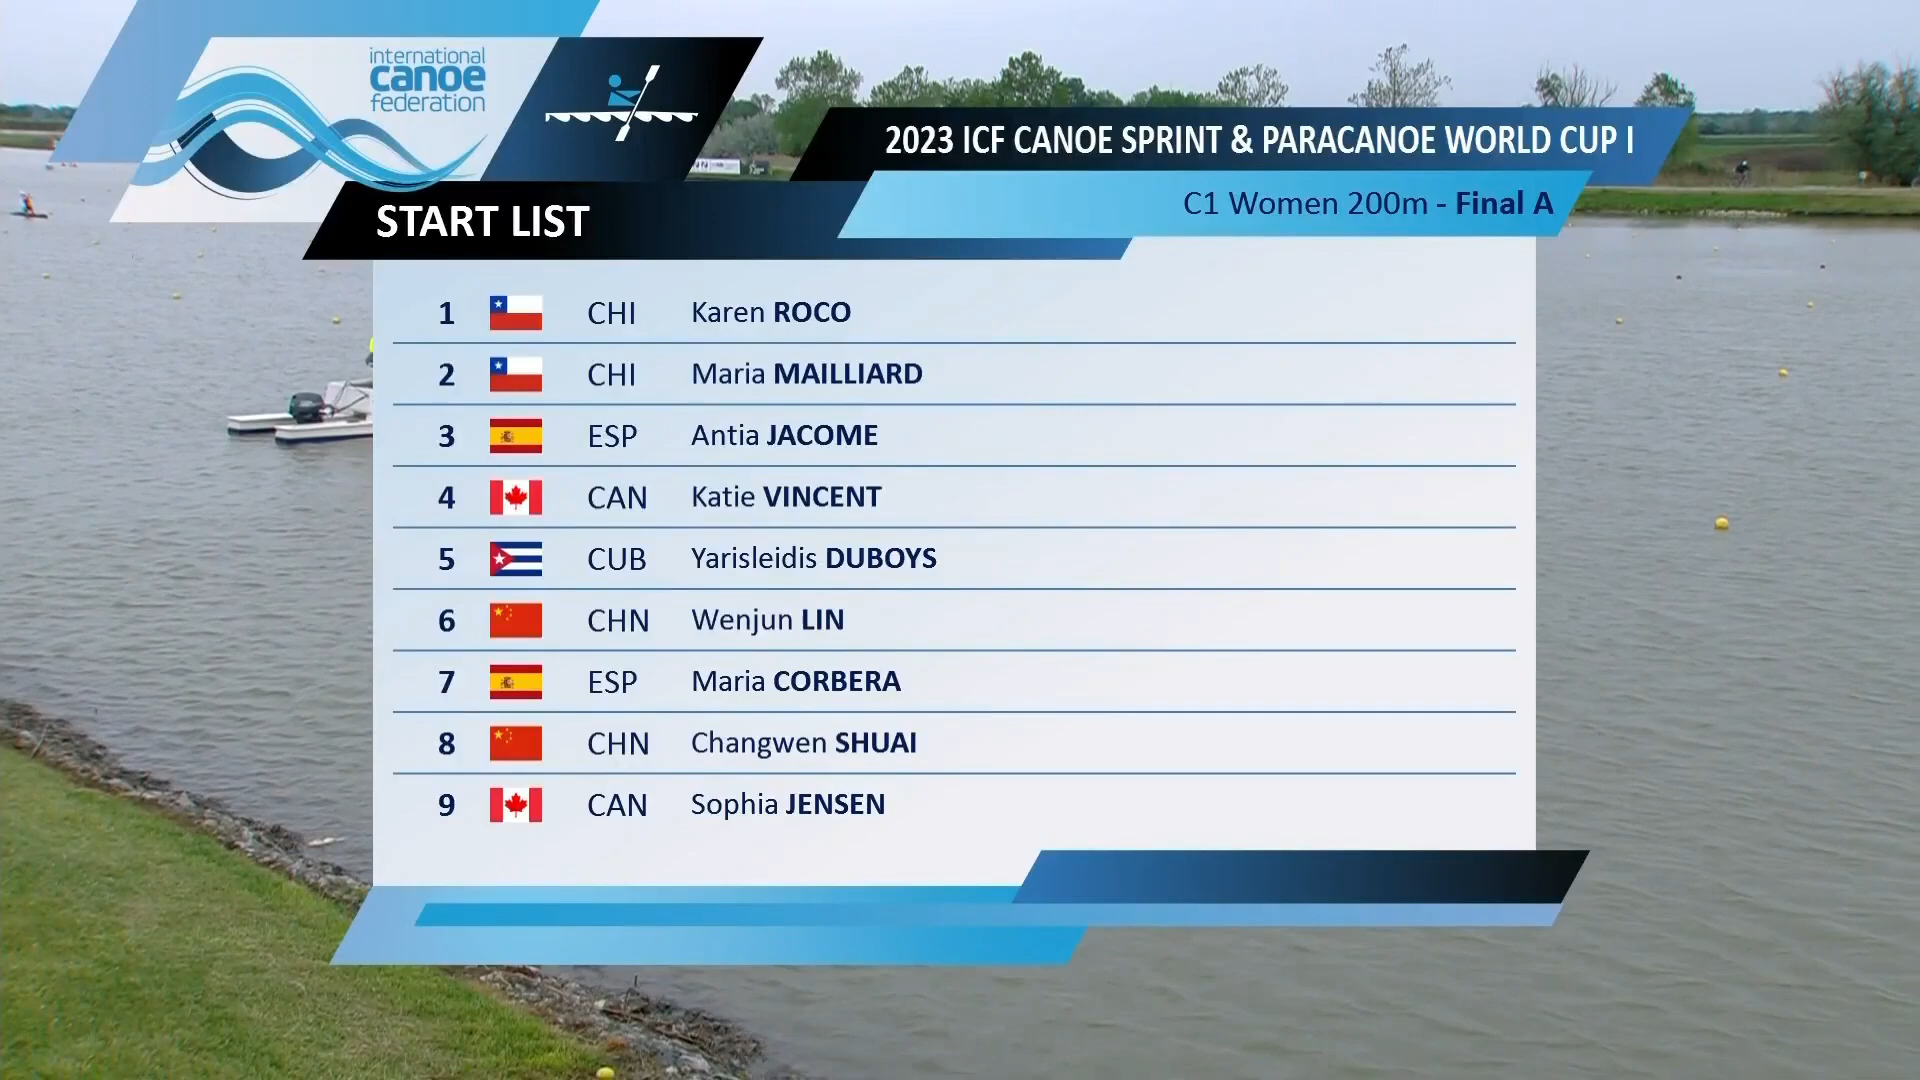 international
canoe
federation
2023 ICF CANOE SPRINT & PARACANOE WORLD CUP I
C1 Women 200m - Final A
START LIST
1 CHI Karen ROCO
2 CHI Maria MAILLIARD
3 ESP Antia JACOME
4 CAN Katie VINCENT
5 CUB Yarisleidis DUBOYS
6 CHN Wenjun LIN
7 ESP Maria CORBERA
8 CHN Changwen SHUAI
9 CAN Sophia JENSEN